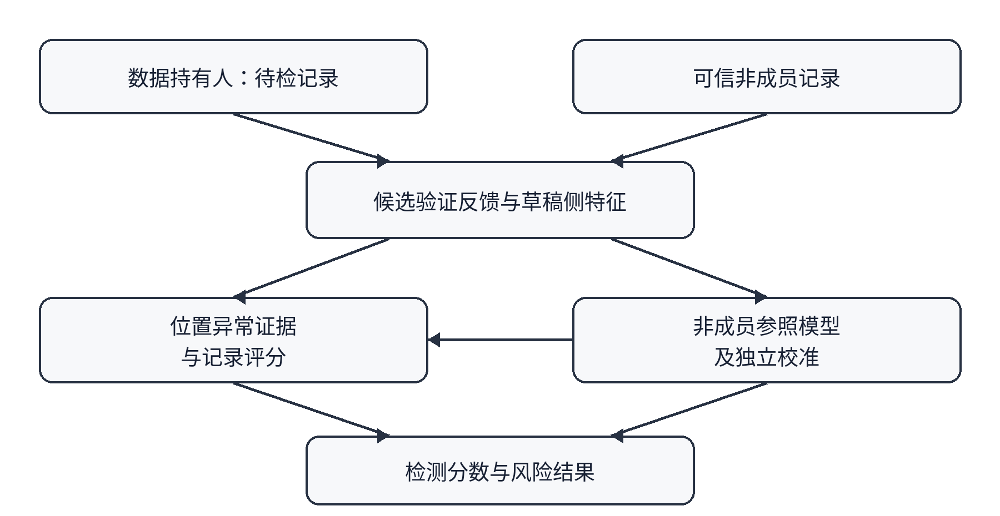 数据持有人：待检记录
可信非成员记录
候选验证反馈与草稿侧特征
位置异常证据
与记录评分
非成员参照模型
及独立校准
检测分数与风险结果